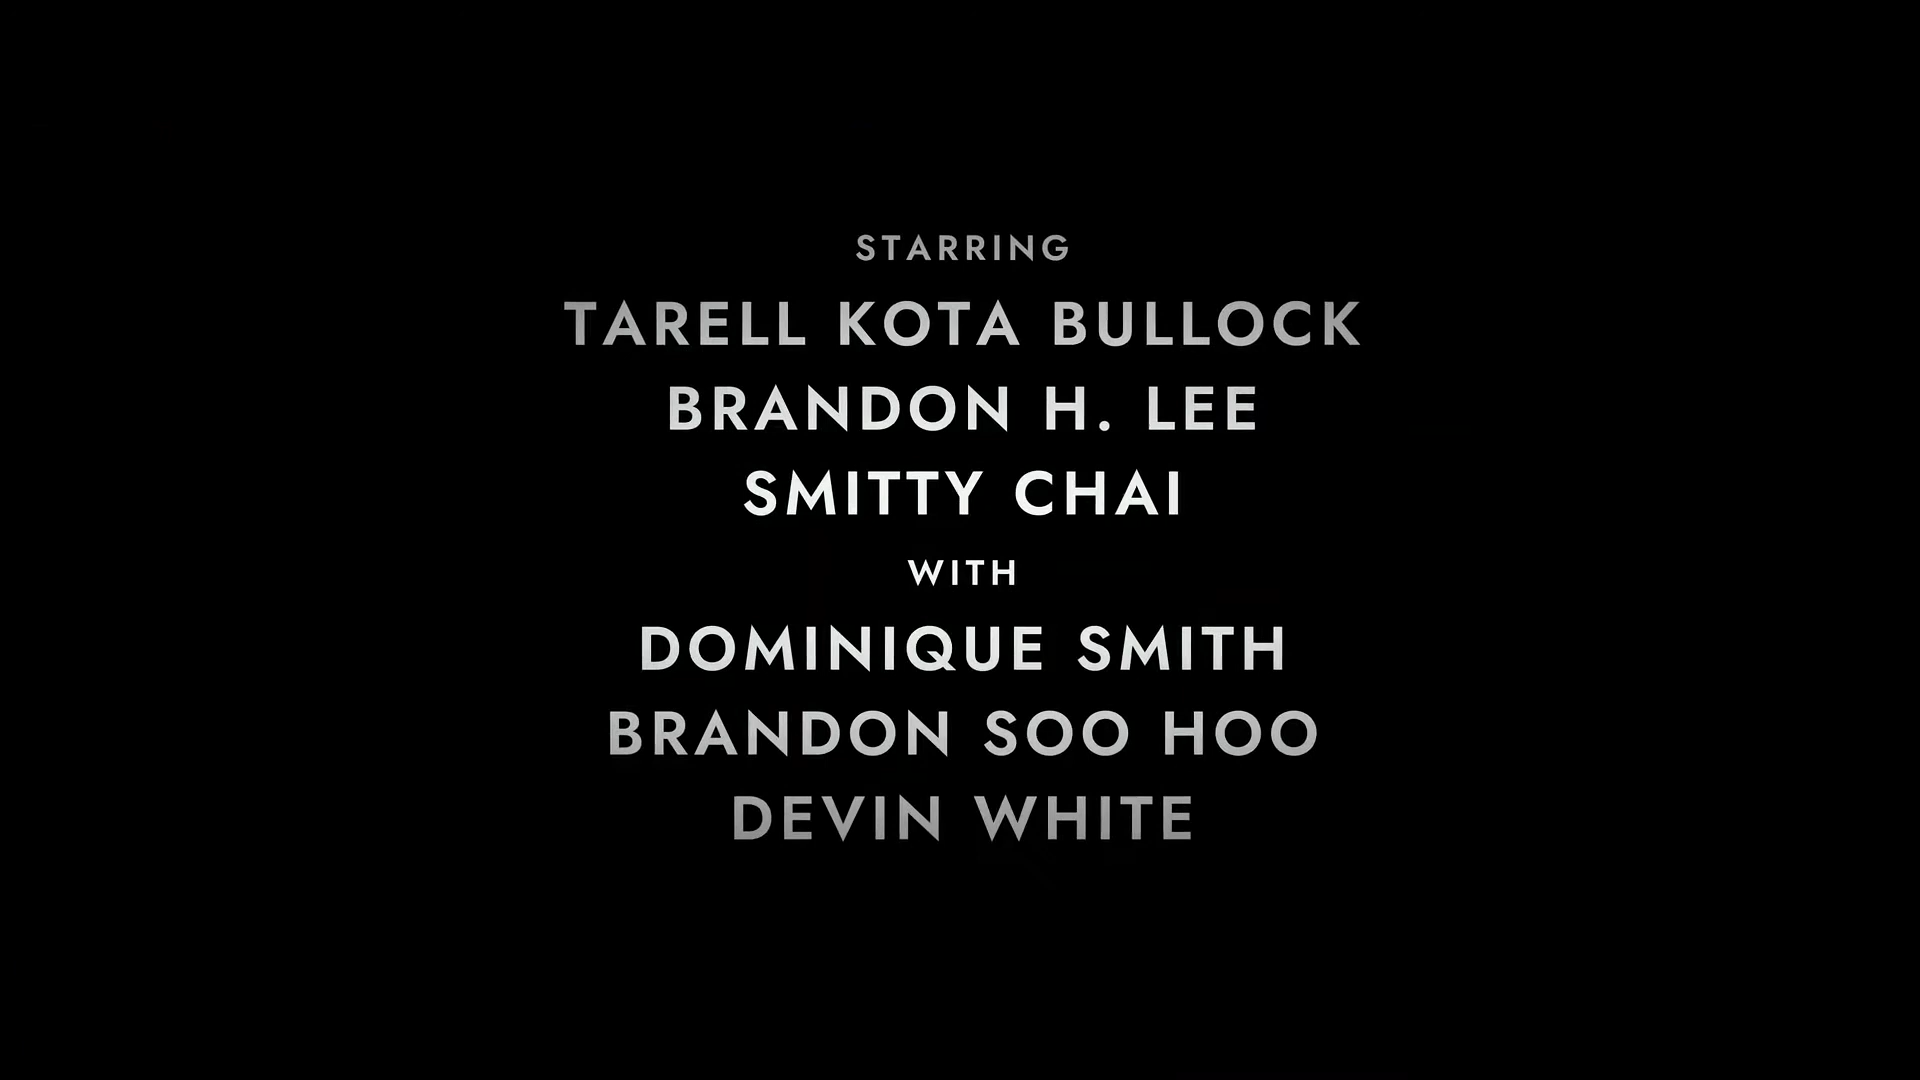 STARRING
TARELL KOTA BULLOCK
BRANDON H. LEE
SMITTY CHAI
WITH
DOMINIQUE SMITH
BRANDON SOO HOO
DEVIN WHITE